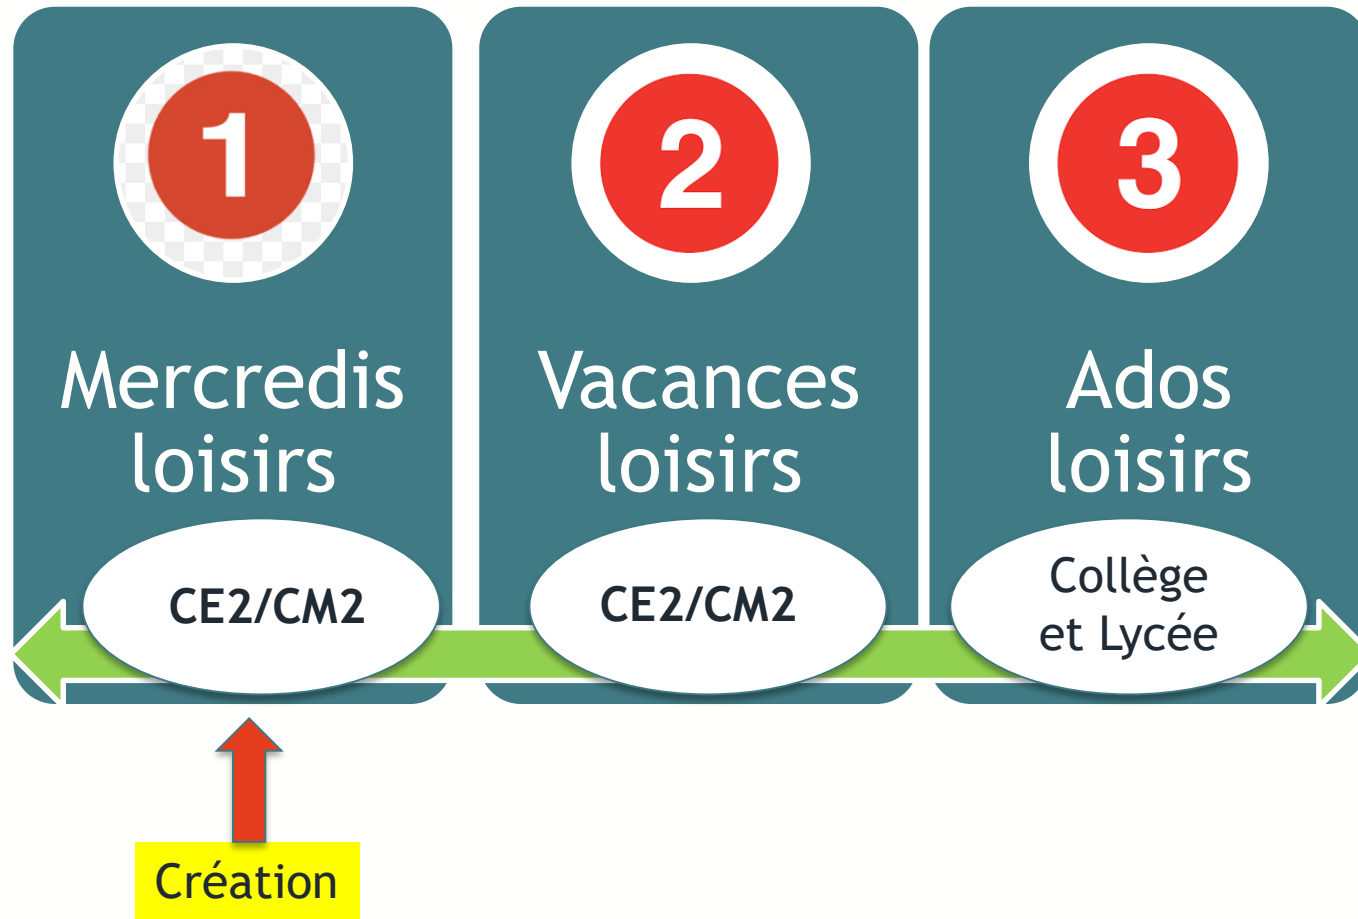 1
Mercredis
loisirs
CE2/CM2
2
Vacances
loisirs
CE2/CM2
3
Ados
loisirs
Collège
et Lycée
Création